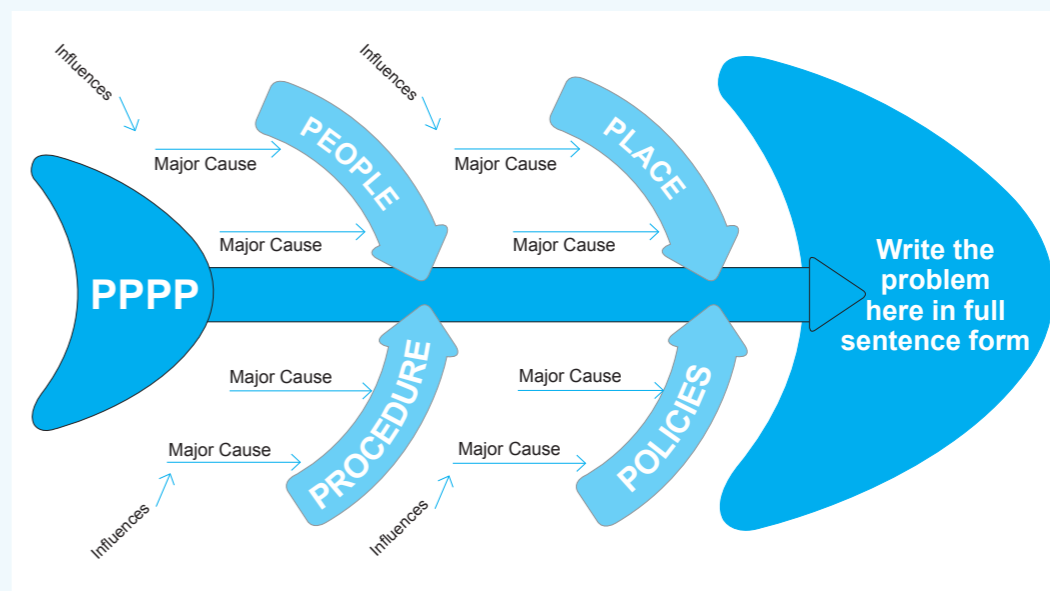 Influences
Influences
PEOPLE
PLACE
Major Cause
Major Cause
Major Cause
Major Cause
PPPP
Write the
problem
here in full
sentence form
Major Cause
Major Cause
PROCEDURE
POLICIES
Major Cause
Major Cause
Influences
Influences